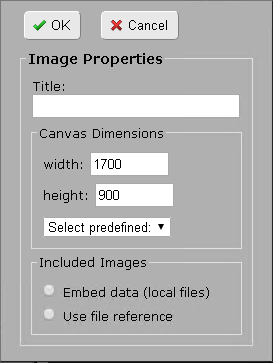 OK Cancel
Image Properties
Title:
Canvas Dimensions
width: 1700
height: 900
Select predefined:
Included Images
Embed data (local files)
Use file reference